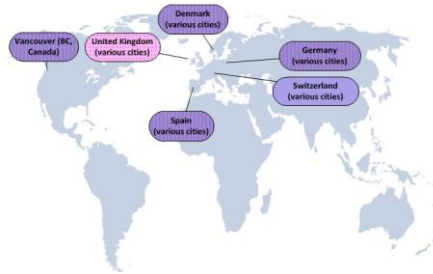 Denmark
(various cities)
Vancouver (BC,
Canada)
United Kingdom
(various cities)
Germany
(various cities)
Switzerland
(various cities)
Spain
(various cities)